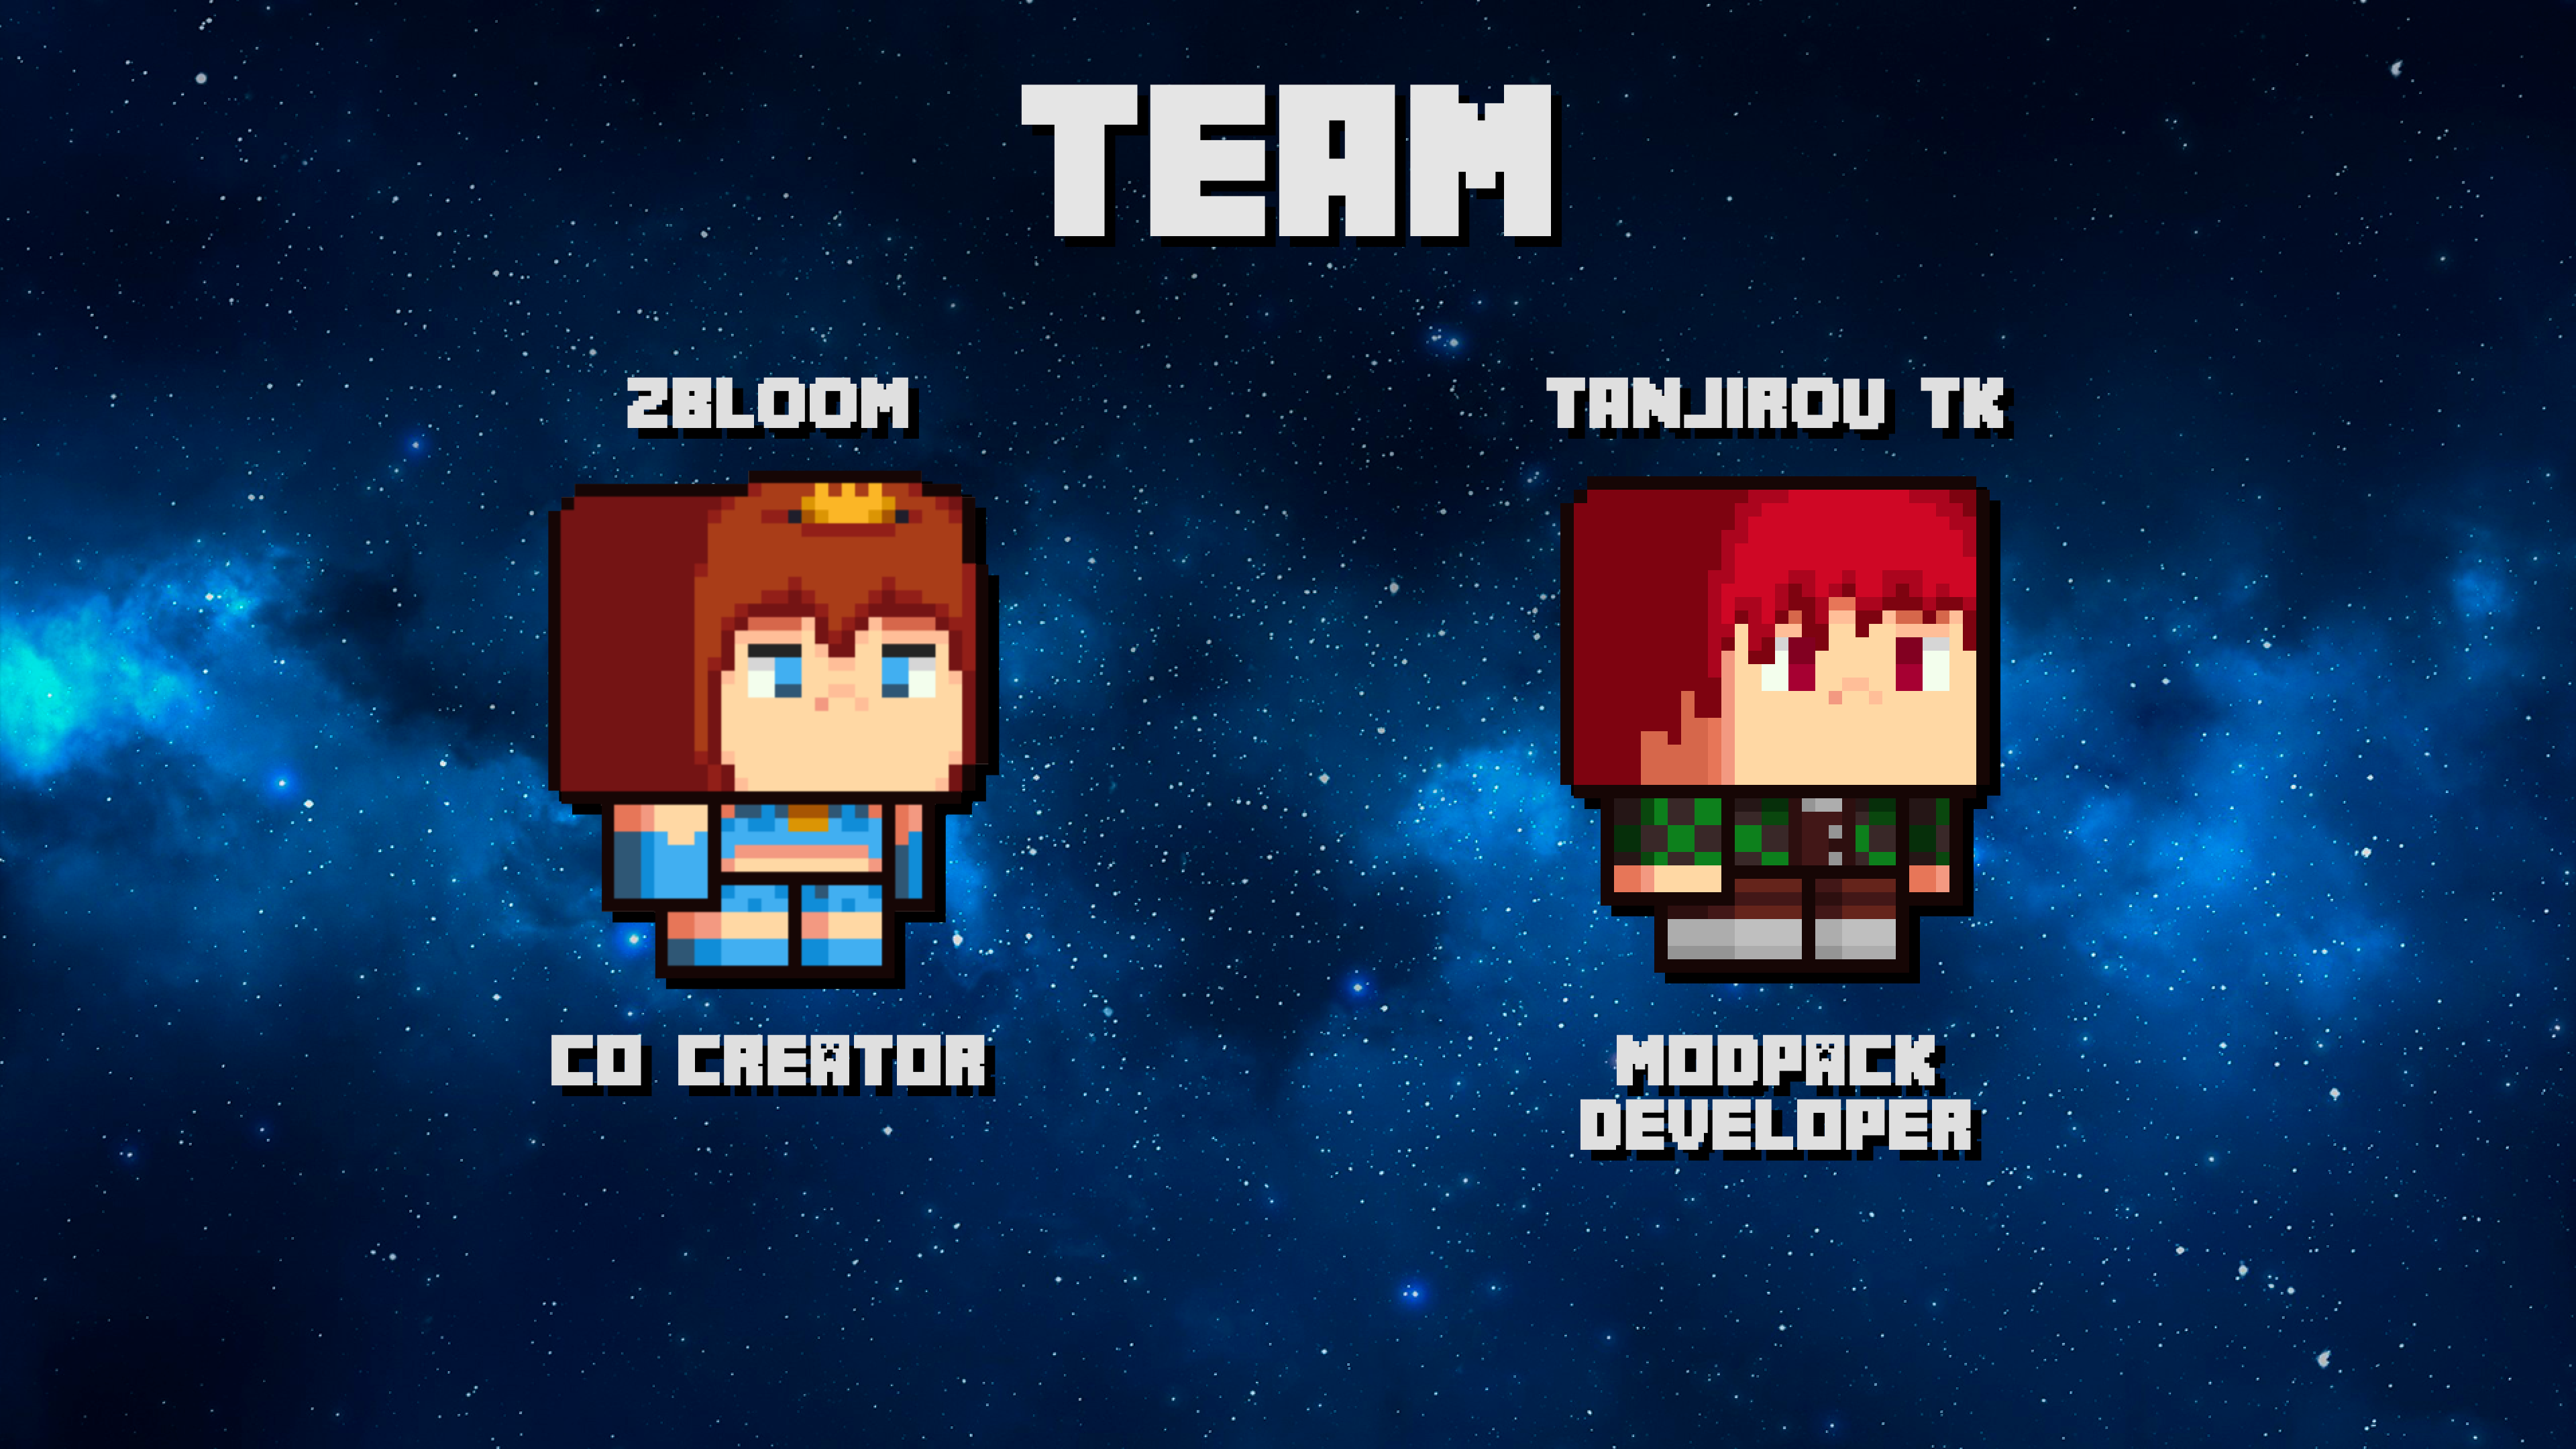 TEAM
ZBLOOM
TANJIROU TK
CO CREATOR
MODPACK
DEVELOPER